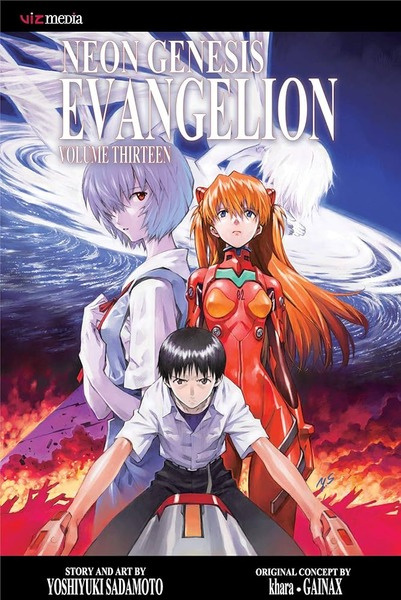 VIZ media
NEON GENESIS
EVANGELION
VOLUME THIRTEEN
STORY AND ART BY
YOSHIYUKI SADAMOTO
ORIGINAL CONCEPT BY
khara • GAINAX